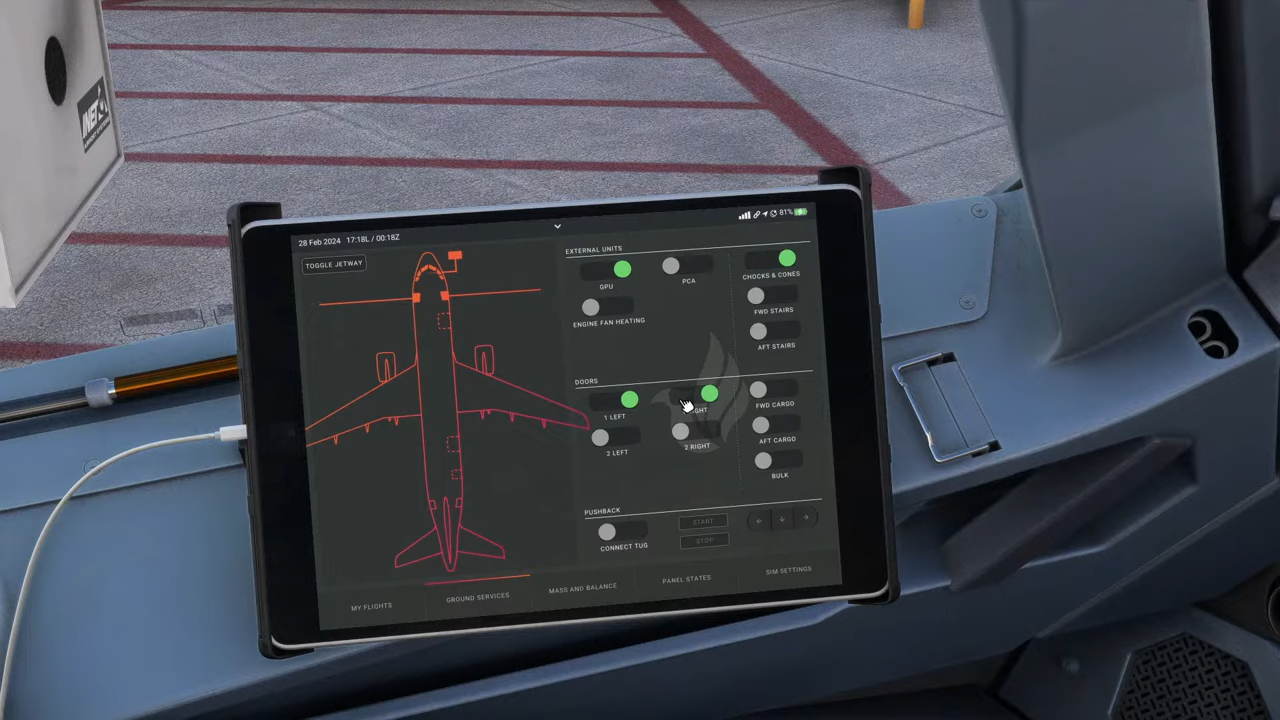 INET
28 Feb 2024 17:18L / 00:18Z
81%
TOGGLE JETWAY
EXTERNAL UNITS
GPU
PCA
CHOCKS & CONES
ENGINE FAN HEATING
FWD STAIRS
AFT STAIRS
DOORS
1 LEFT
GHT
FWD CARGO
2 LEFT
2 RIGHT
AFT CARGO
BULK
PUSHBACK
CONNECT TUG
START
STOP
MY FLIGHTS
GROUND SERVICES
MASS AND BALANCE
PANEL STATES
SIM SETTINGS